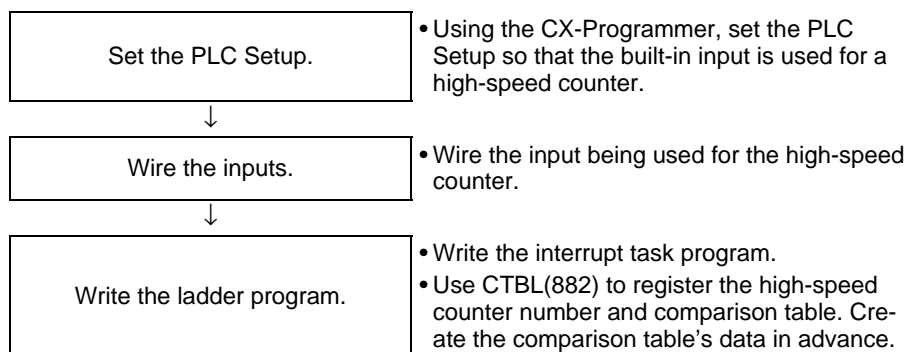 Set the PLC Setup.
• Using the CX-Programmer, set the PLC
Setup so that the built-in input is used for a
high-speed counter.
↓
Wire the inputs.
• Wire the input being used for the high-speed
counter.
↓
Write the ladder program.
• Write the interrupt task program.
• Use CTBL(882) to register the high-speed
counter number and comparison table. Cre-
ate the comparison table's data in advance.